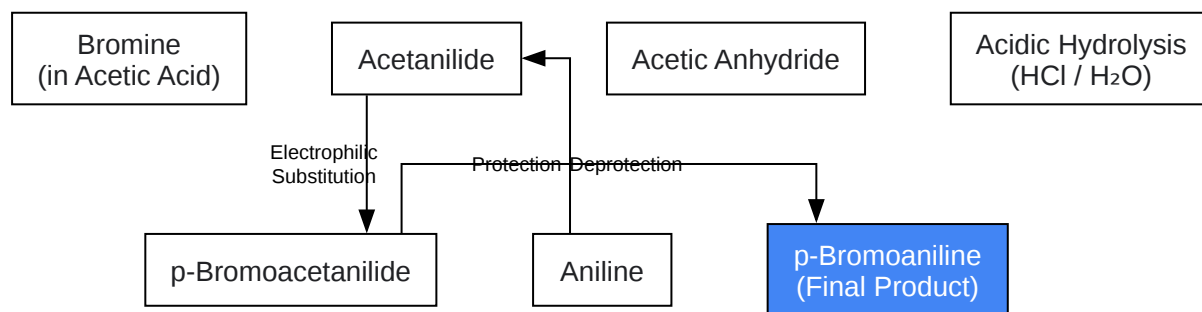 Bromine
(in Acetic Acid)
Acetanilide
Acetic Anhydride
Acidic Hydrolysis
(HCl / H₂O)
Electrophilic
Substitution
Protection
Deprotection
p-Bromoacetanilide
Aniline
p-Bromoaniline
(Final Product)